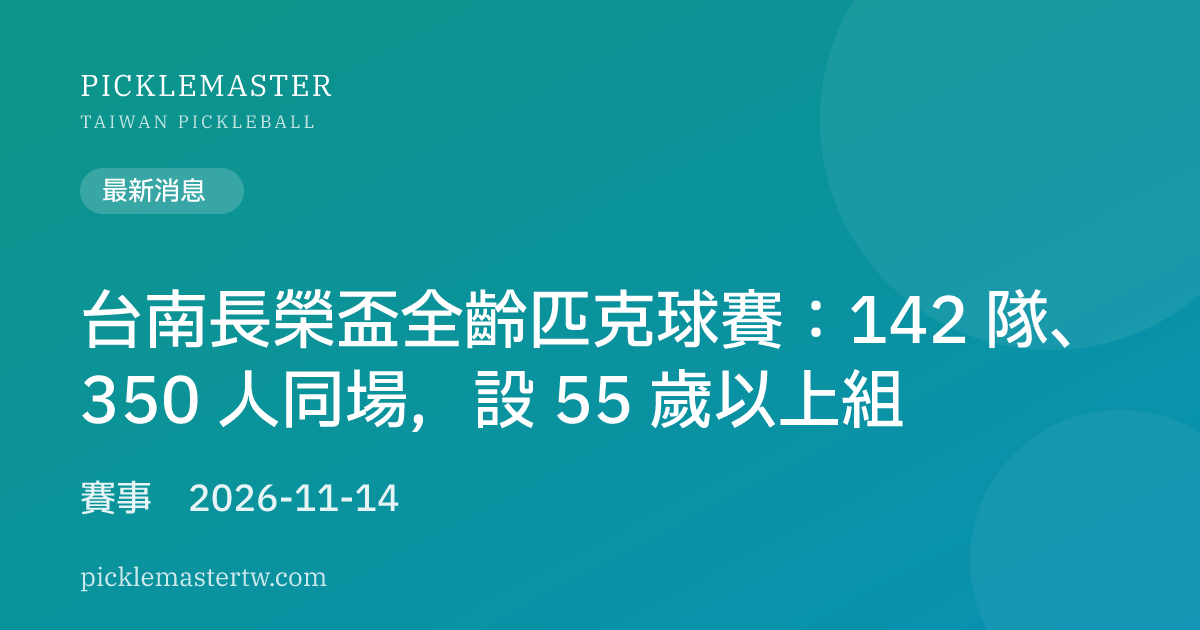 PICKLEMASTER
TAIWAN PICKLEBALL
最新消息
台南長榮盃全齡匹克球賽：142 隊、
350 人同場，設 55 歲以上組
賽事　2026-11-14
picklemastertw.com